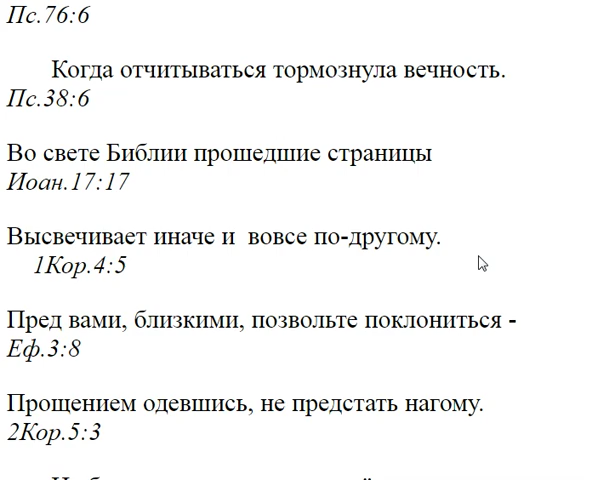 Пс.76:6
Когда отчитываться тормознула вечность.
Пс.38:6
Во свете Библии прошедшие страницы
Иоан.17:17
Высвечивает иначе и вовсе по-другому.
1Кор.4:5
Пред вами, близкими, позвольте поклониться -
Еф.3:8
Прощением одевшись, не предстать нагому.
2Кор.5:3